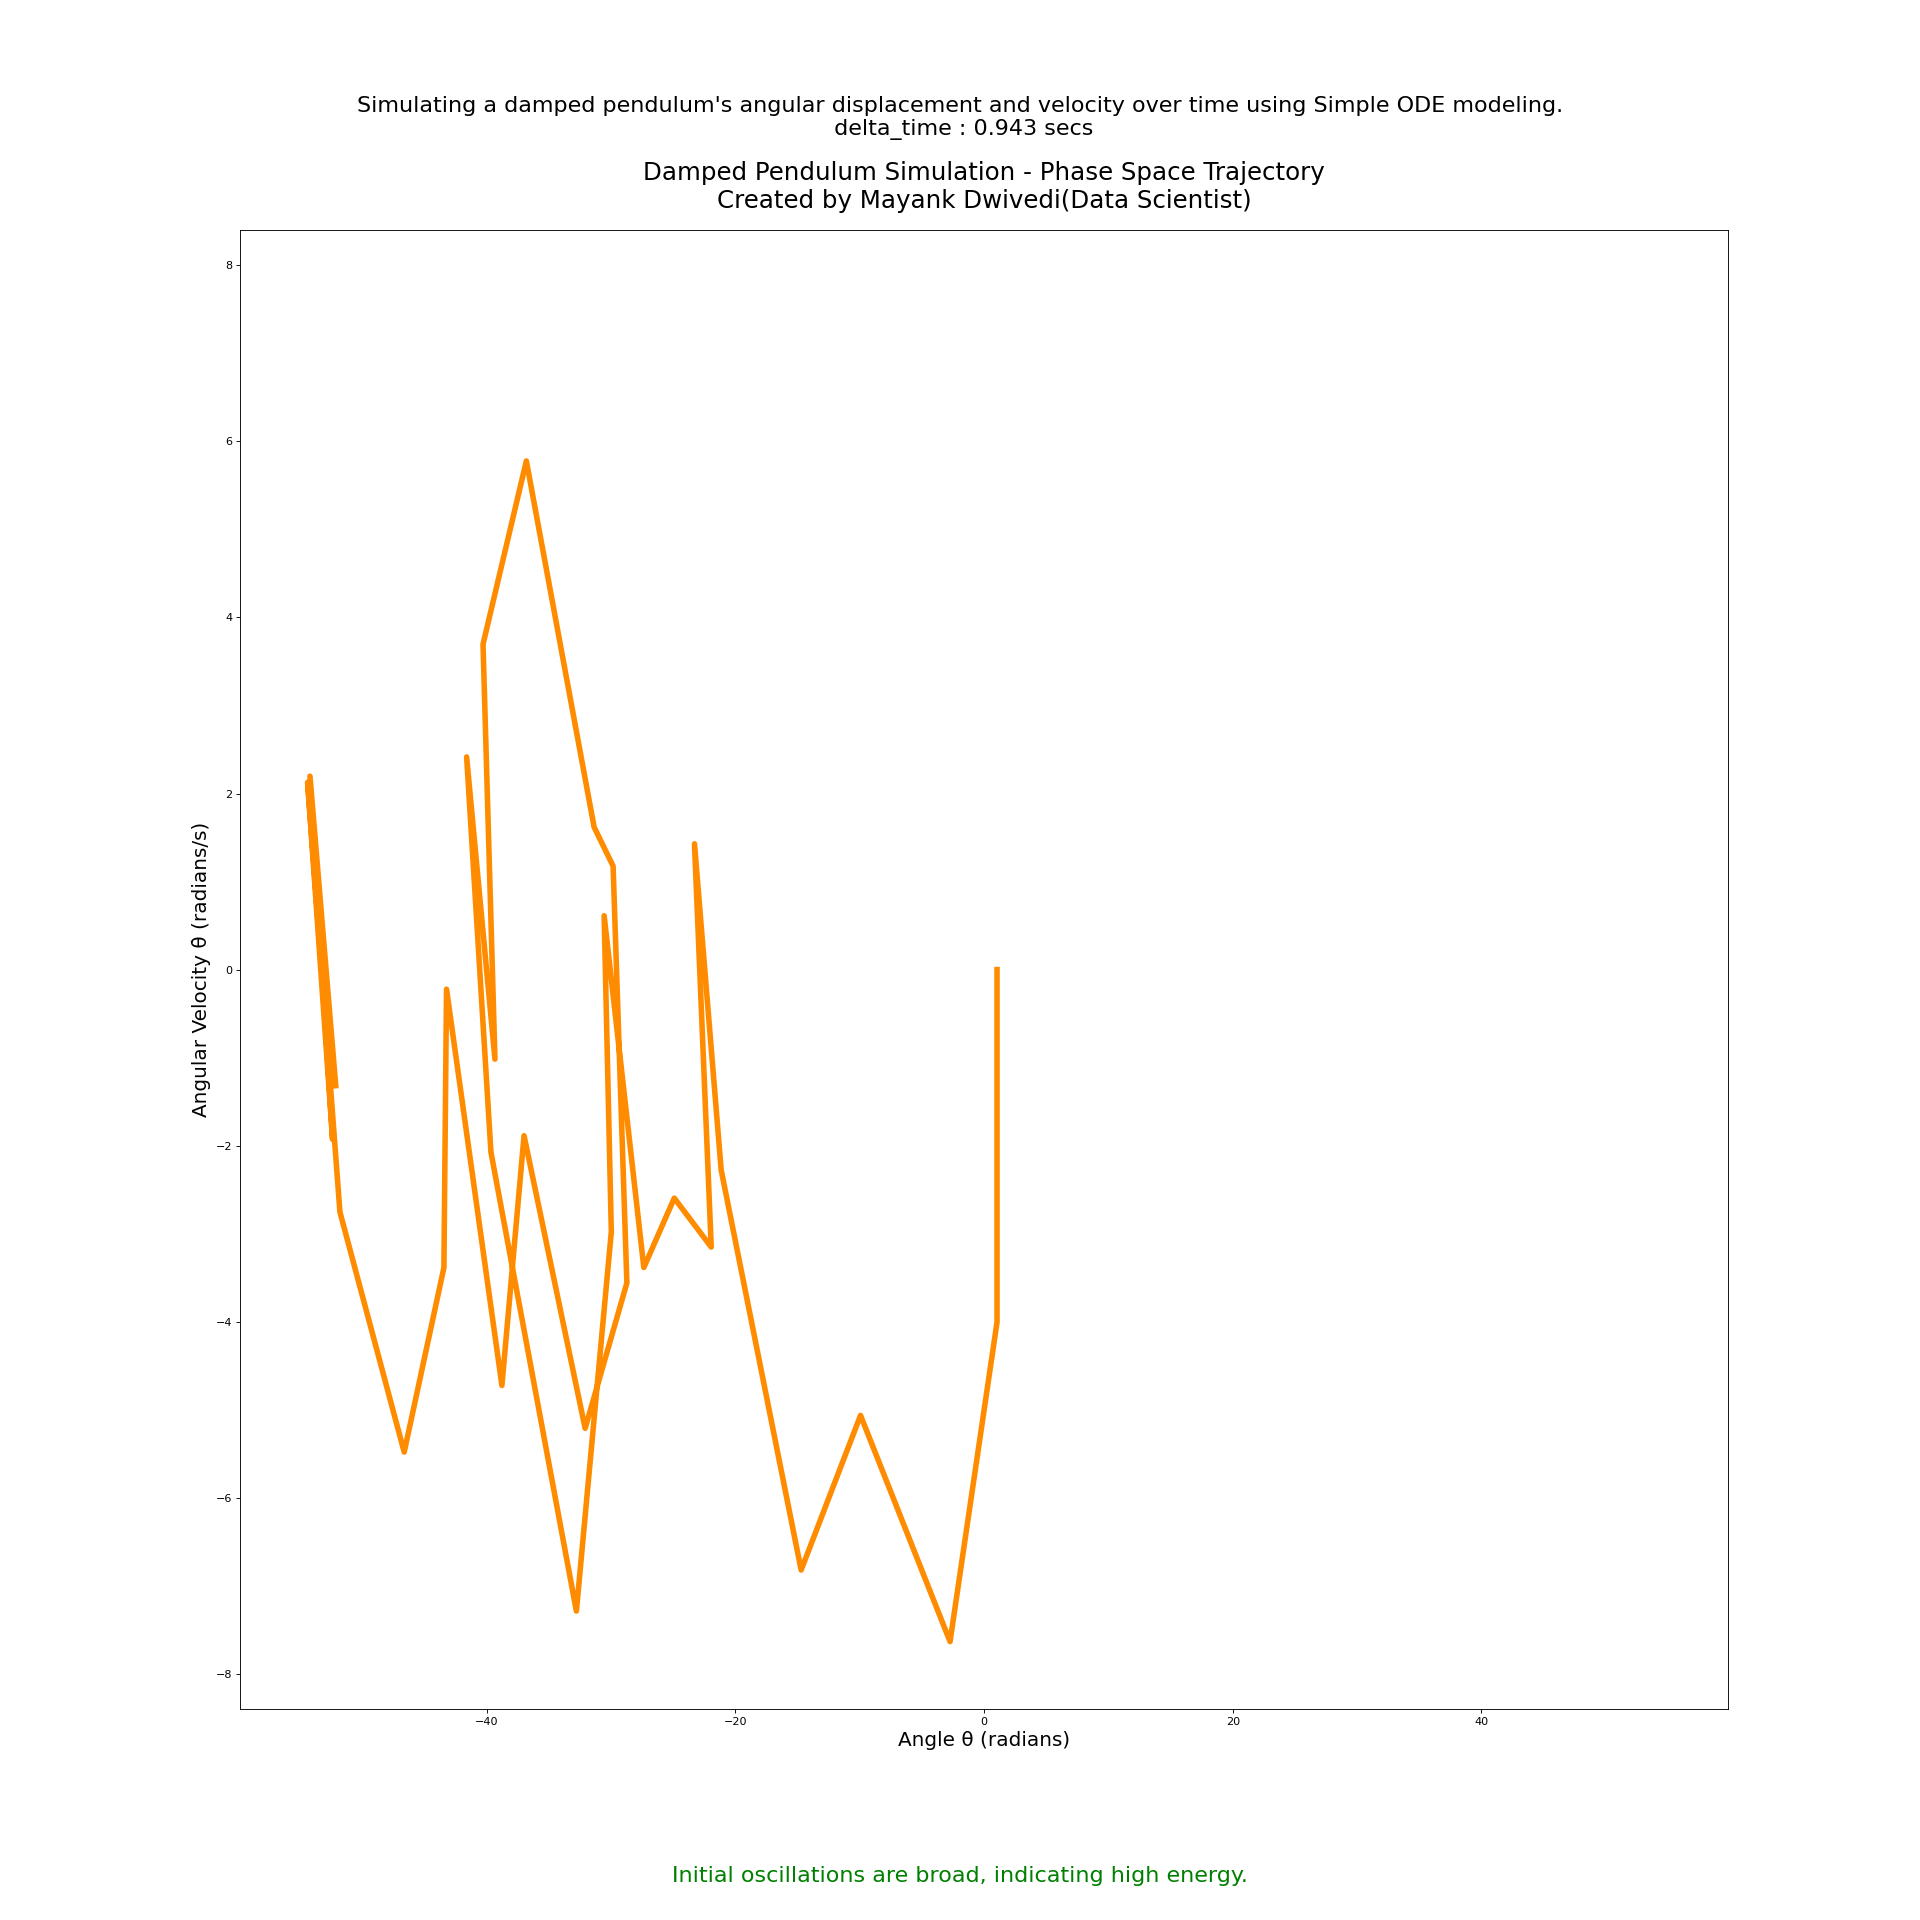 Simulating a damped pendulum's angular displacement and velocity over time using Simple ODE modeling.
delta_time : 0.943 secs
Damped Pendulum Simulation - Phase Space Trajectory
Created by Mayank Dwivedi(Data Scientist)
8
6
4
2
0
−2
−4
−6
−8
Angular Velocity θ (radians/s)
−40
−20
0
20
40
Angle θ (radians)
Initial oscillations are broad, indicating high energy.